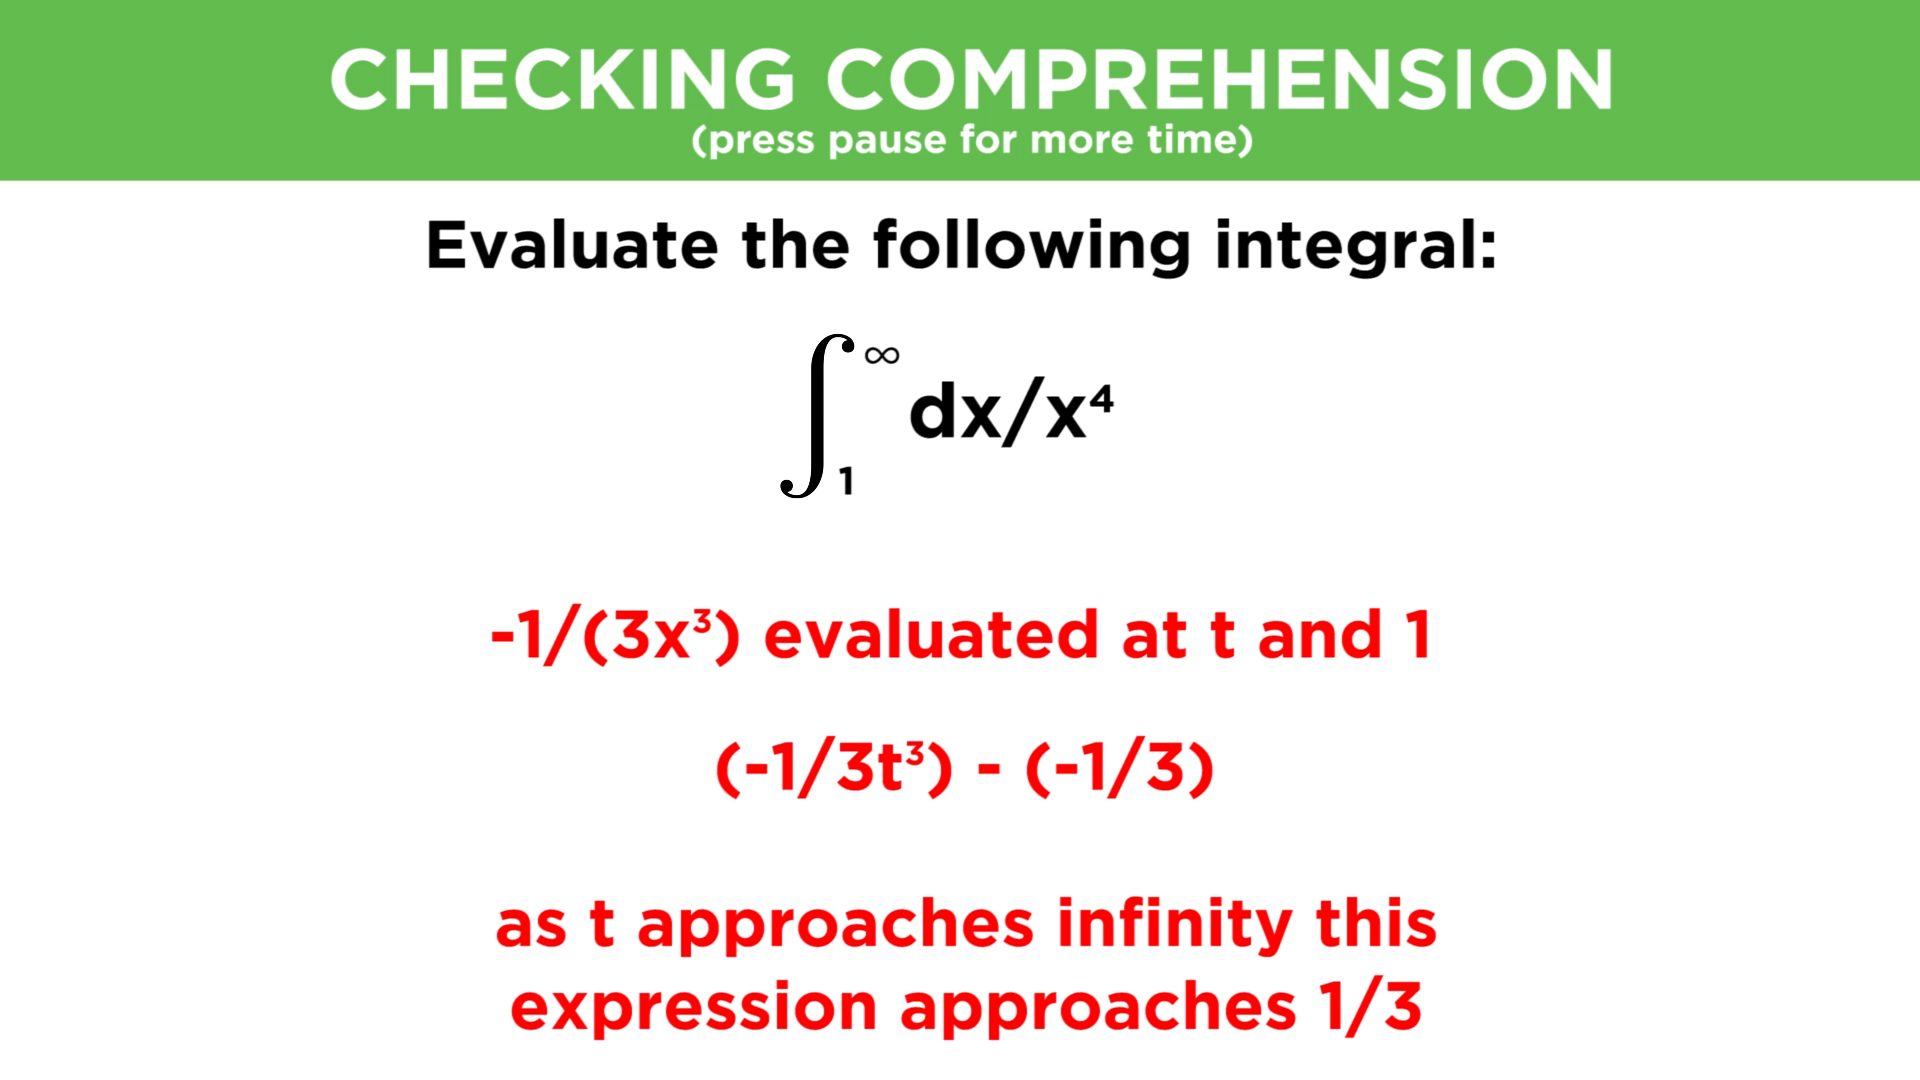 CHECKING COMPREHENSION
(press pause for more time)
Evaluate the following integral:
∫₁^∞ dx/x⁴
-1/(3x³) evaluated at t and 1
(-1/3t³) - (-1/3)
as t approaches infinity this
expression approaches 1/3